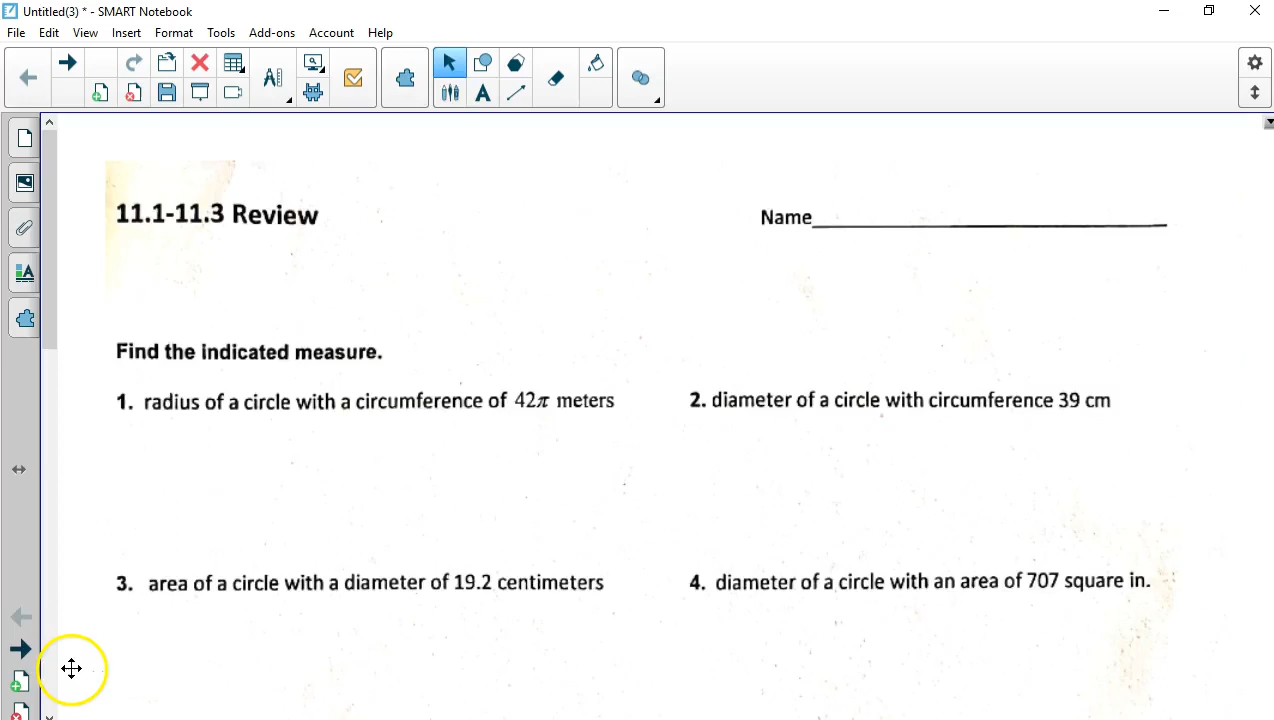 Untitled(3) * - SMART Notebook
File Edit View Insert Format Tools Add-ons Account Help
11.1-11.3 Review
Name
Find the indicated measure.
1. radius of a circle with a circumference of 42π meters
2. diameter of a circle with circumference 39 cm
3. area of a circle with a diameter of 19.2 centimeters
4. diameter of a circle with an area of 707 square in.